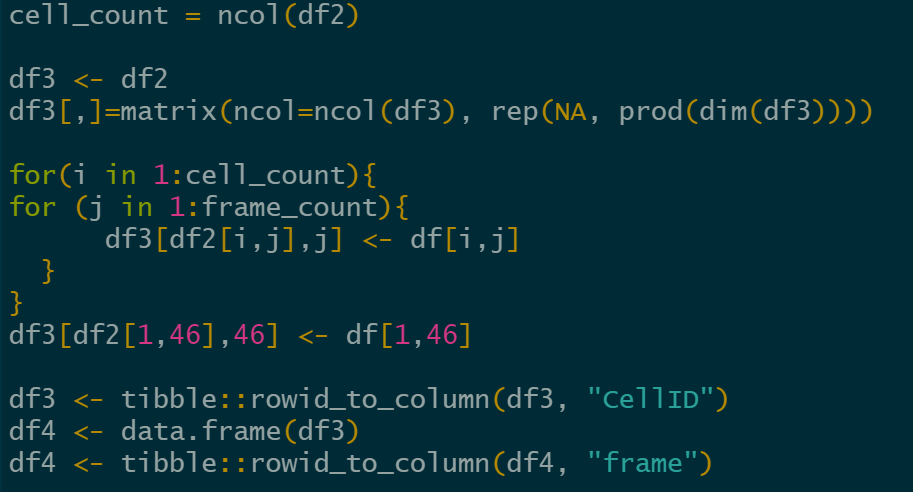 cell_count = ncol(df2)

df3 <- df2
df3[,]=matrix(ncol=ncol(df3), rep(NA, prod(dim(df3))))

for(i in 1:cell_count){
for (j in 1:frame_count){
      df3[df2[i,j],j] <- df[i,j]
  }
}
df3[df2[1,46],46] <- df[1,46]

df3 <- tibble::rowid_to_column(df3, "CellID")
df4 <- data.frame(df3)
df4 <- tibble::rowid_to_column(df4, "frame")